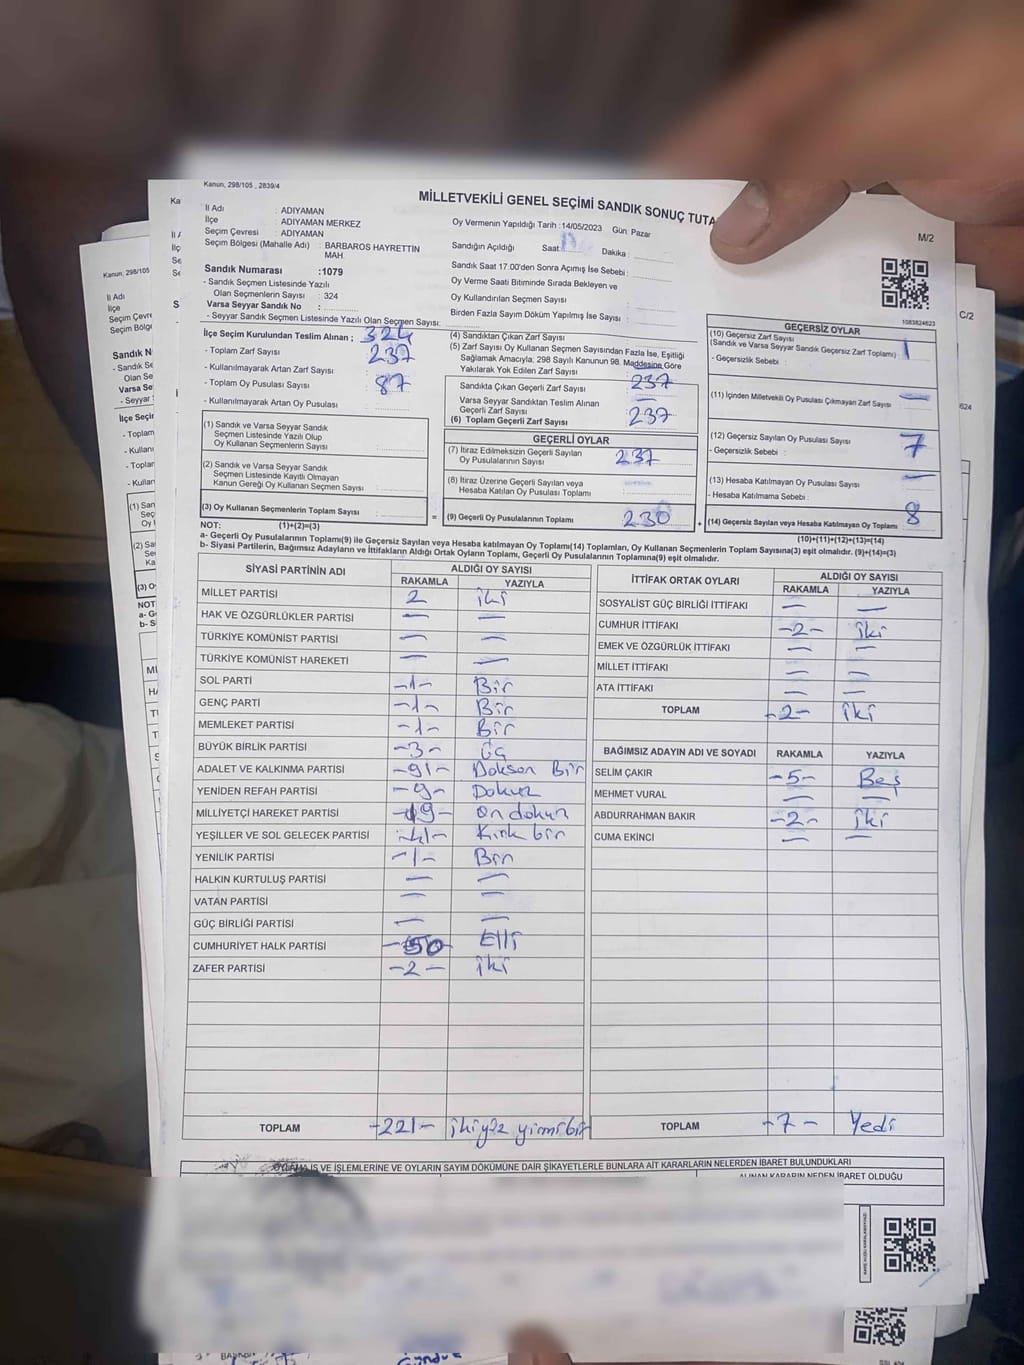 Kanun, 298/105 , 2839/4
MİLLETVEKİLİ GENEL SEÇİMİ SANDIK SONUÇ TUTA
M/2
İl Adı : ADIYAMAN
İlçe : ADIYAMAN MERKEZ
Seçim Çevresi : ADIYAMAN
Seçim Bölgesi (Mahalle Adı) : BARBAROS HAYRETTIN MAH.
Sandık Numarası :1079
- Sandık Seçmen Listesinde Yazılı
Olan Seçmenlerin Sayısı : 324
Varsa Seyyar Sandık No :
- Seyyar Sandık Seçmen Listesinde Yazılı Olan Seçmen Sayısı:
Oy Vermenin Yapıldığı Tarih :14/05/2023 Gün: Pazar
Sandığın Açıldığı Saat Dakika :
Sandık Saat 17:00'den Sonra Açımış İse Sebebi :
Oy Verme Saati Bitiminde Sırada Bekleyen ve
Oy Kullandırılan Seçmen Sayısı :
Birden Fazla Sayım Döküm Yapılmış İse Sayısı :
1083824623
İlçe Seçim Kurulundan Teslim Alınan ; 324
- Toplam Zarf Sayısı 237
- Kullanılmayarak Artan Zarf Sayısı :
- Toplam Oy Pusulası Sayısı 87
- Kullanılmayarak Artan Oy Pusulası :
(1) Sandık ve Varsa Seyyar Sandık
Seçmen Listesinde Yazılı Olup
Oy Kullanan Seçmenlerin Sayısı :
(2) Sandık ve Varsa Seyyar Sandık
Seçmen Listesinde Kayıtlı Olmayan
Kanun Gereği Oy Kullanan Seçmen Sayısı :
(3) Oy Kullanan Seçmenlerin Toplam Sayısı :
(4) Sandıktan Çıkan Zarf Sayısı :
(5) Zarf Sayısı Oy Kullanan Seçmen Sayısından Fazla İse, Eşitliği
Sağlamak Amacıyla; 298 Sayılı Kanunun 98. Maddesine Göre
Yakılarak Yok Edilen Zarf Sayısı :
Sandıkta Çıkan Geçerli Zarf Sayısı : 237
Varsa Seyyar Sandıktan Teslim Alınan
Geçerli Zarf Sayısı : —
(6) Toplam Geçerli Zarf Sayısı : 237
GEÇERLİ OYLAR
(7) İtiraz Edilmeksizin Geçerli Sayılan
Oy Pusulalarının Sayısı : 237
(8) İtiraz Üzerine Geçerli Sayılan veya
Hesaba Katılan Oy Pusulası Toplamı :
= (9) Geçerli Oy Pusulalarının Toplamı : 230 +
GEÇERSİZ OYLAR
(10) Geçersiz Zarf Sayısı
(Sandık ve Varsa Seyyar Sandık Geçersiz Zarf Toplamı) : 1
- Geçersizlik Sebebi :
(11) İçinden Milletvekili Oy Pusulası Çıkmayan Zarf Sayısı : —
(12) Geçersiz Sayılan Oy Pusulası Sayısı : 7
- Geçersizlik Sebebi :
(13) Hesaba Katılmayan Oy Pusulası Sayısı : —
- Hesaba Katılmama Sebebi :
(14) Geçersiz Sayılan veya Hesaba Katılmayan Oy Toplamı : 8
NOT: (1)+(2)=(3)
(10)+(11)+(12)+(13)=(14)
a- Geçerli Oy Pusulalarının Toplamı(9) ile Geçersiz Sayılan veya Hesaba katılmayan Oy Toplamı(14) Toplamları, Oy Kullanan Seçmenlerin Toplam Sayısına(3) eşit olmalıdır. (9)+(14)=(3)
b- Siyasi Partilerin, Bağımsız Adayların ve İttifakların Aldığı Ortak Oyların Toplamı, Geçerli Oy Pusulalarının Toplamına(9) eşit olmalıdır.
SİYASİ PARTİNİN ADI ALDIĞI OY SAYISI
RAKAMLA YAZIYLA
MİLLET PARTİSİ 2 iki
HAK VE ÖZGÜRLÜKLER PARTİSİ — —
TÜRKİYE KOMÜNİST PARTİSİ — —
TÜRKİYE KOMÜNİST HAREKETİ — —
SOL PARTİ -1- Bir
GENÇ PARTİ -1- Bir
MEMLEKET PARTİSİ -1- Bir
BÜYÜK BİRLİK PARTİSİ -3- Üç
ADALET VE KALKINMA PARTİSİ -91- Doksan Bir
YENİDEN REFAH PARTİSİ -9- Dokuz
MİLLİYETÇİ HAREKET PARTİSİ -19- On dokuz
YEŞİLLER VE SOL GELECEK PARTİSİ -41- Kırk bir
YENİLİK PARTİSİ -1- Bir
HALKIN KURTULUŞ PARTİSİ — —
VATAN PARTİSİ — —
GÜÇ BİRLİĞİ PARTİSİ — —
CUMHURİYET HALK PARTİSİ -50- Elli
ZAFER PARTİSİ -2- iki
TOPLAM -221- ikiyüz yirmibir
İTTİFAK ORTAK OYLARI ALDIĞI OY SAYISI
RAKAMLA YAZIYLA
SOSYALİST GÜÇ BİRLİĞİ İTTİFAKI — —
CUMHUR İTTİFAKI -2- iki
EMEK VE ÖZGÜRLÜK İTTİFAKI — —
MİLLET İTTİFAKI — —
ATA İTTİFAKI — —
TOPLAM -2- iki
BAĞIMSIZ ADAYIN ADI VE SOYADI RAKAMLA YAZIYLA
SELİM ÇAKIR -5- Beş
MEHMET VURAL — —
ABDURRAHMAN BAKIR -2- iki
CUMA EKİNCİ — —
TOPLAM -7- Yedi
İŞ VE İŞLEMLERİNE VE OYLARIN SAYIM DÖKÜMÜNE DAİR ŞİKAYETLERLE BUNLARA AİT KARARLARIN NELERDEN İBARET BULUNDUKLARI
ALINAN KARARIN NEDEN İBARET OLDUĞU